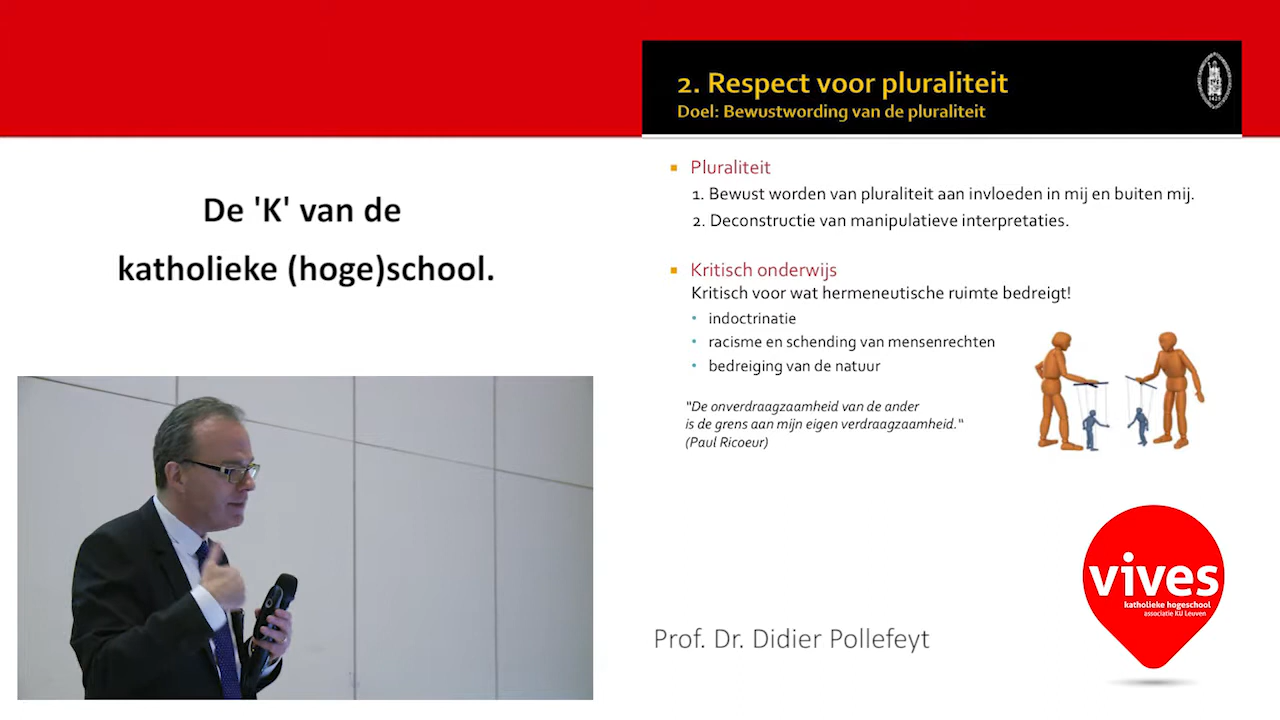 De 'K' van de
katholieke (hoge)school.
2. Respect voor pluraliteit
Doel: Bewustwording van de pluraliteit
1425
Pluraliteit
1. Bewust worden van pluraliteit aan invloeden in mij en buiten mij.
2. Deconstructie van manipulatieve interpretaties.
Kritisch onderwijs
Kritisch voor wat hermeneutische ruimte bedreigt!
indoctrinatie
racisme en schending van mensenrechten
bedreiging van de natuur
"De onverdraagzaamheid van de ander
is de grens aan mijn eigen verdraagzaamheid."
(Paul Ricoeur)
vives
katholieke hogeschool
associatie KU Leuven
Prof. Dr. Didier Pollefeyt